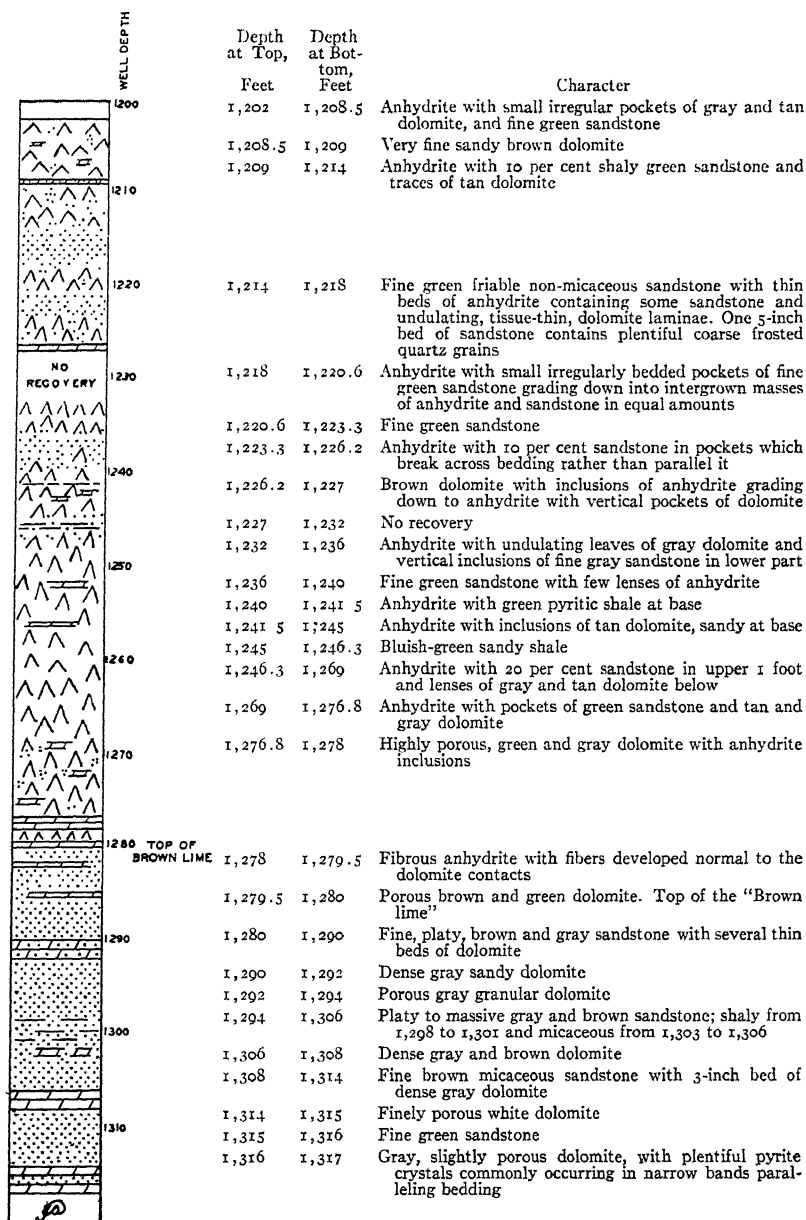 WELL DEPTH
Depth at Top, Feet
Depth at Bot-tom, Feet
Character
1200
1210
1220
NO
RECOVERY
1230
1240
1250
1260
1270
1280 TOP OF
BROWN LIME
1290
1300
1310
1,202 1,208.5 Anhydrite with small irregular pockets of gray and tan
dolomite, and fine green sandstone
1,208.5 1,209 Very fine sandy brown dolomite
1,209 1,214 Anhydrite with 10 per cent shaly green sandstone and
traces of tan dolomite
1,214 1,218 Fine green friable non-micaceous sandstone with thin
beds of anhydrite containing some sandstone and
undulating, tissue-thin, dolomite laminae. One 5-inch
bed of sandstone contains plentiful coarse frosted
quartz grains
1,218 1,220.6 Anhydrite with small irregularly bedded pockets of fine
green sandstone grading down into intergrown masses
of anhydrite and sandstone in equal amounts
1,220.6 1,223.3 Fine green sandstone
1,223.3 1,226.2 Anhydrite with 10 per cent sandstone in pockets which
break across bedding rather than parallel it
1,226.2 1,227 Brown dolomite with inclusions of anhydrite grading
down to anhydrite with vertical pockets of dolomite
1,227 1,232 No recovery
1,232 1,236 Anhydrite with undulating leaves of gray dolomite and
vertical inclusions of fine gray sandstone in lower part
1,236 1,240 Fine green sandstone with few lenses of anhydrite
1,240 1,241 5 Anhydrite with green pyritic shale at base
1,241 5 1,245 Anhydrite with inclusions of tan dolomite, sandy at base
1,245 1,246.3 Bluish-green sandy shale
1,246.3 1,269 Anhydrite with 20 per cent sandstone in upper 1 foot
and lenses of gray and tan dolomite below
1,269 1,276.8 Anhydrite with pockets of green sandstone and tan and
gray dolomite
1,276.8 1,278 Highly porous, green and gray dolomite with anhydrite
inclusions
1,278 1,279.5 Fibrous anhydrite with fibers developed normal to the
dolomite contacts
1,279.5 1,280 Porous brown and green dolomite. Top of the "Brown
lime"
1,280 1,290 Fine, platy, brown and gray sandstone with several thin
beds of dolomite
1,290 1,292 Dense gray sandy dolomite
1,292 1,294 Porous gray granular dolomite
1,294 1,306 Platy to massive gray and brown sandstone; shaly from
1,298 to 1,301 and micaceous from 1,303 to 1,306
1,306 1,308 Dense gray and brown dolomite
1,308 1,314 Fine brown micaceous sandstone with 3-inch bed of
dense gray dolomite
1,314 1,315 Finely porous white dolomite
1,315 1,316 Fine green sandstone
1,316 1,317 Gray, slightly porous dolomite, with plentiful pyrite
crystals commonly occurring in narrow bands paral-
leling bedding